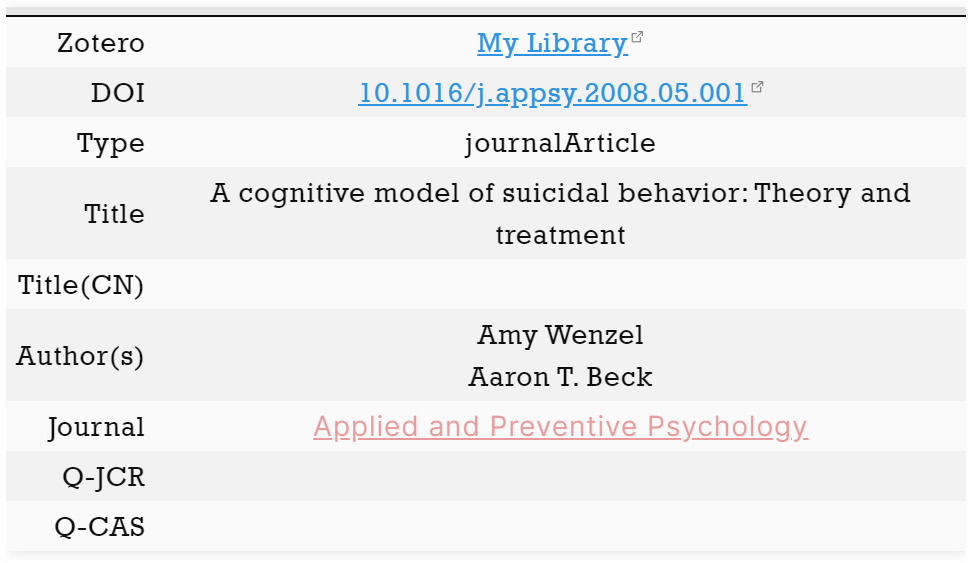 Zotero My Library
DOI 10.1016/j.appsy.2008.05.001
Type journalArticle
Title A cognitive model of suicidal behavior: Theory and
treatment
Title(CN)
Author(s) Amy Wenzel
Aaron T. Beck
Journal Applied and Preventive Psychology
Q-JCR
Q-CAS